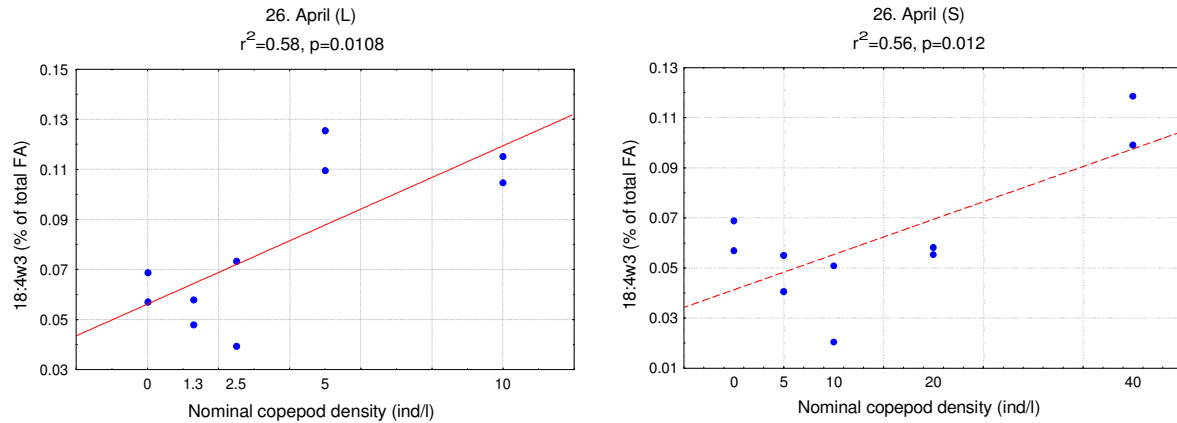 26. April (L)
r²=0.58, p=0.0108
0.15
0.13
0.11
0.09
0.07
0.05
0.03
18:4w3 (% of total FA)
0 1.3 2.5 5 10
Nominal copepod density (ind/l)
26. April (S)
r²=0.56, p=0.012
0.13
0.11
0.09
0.07
0.05
0.03
0.01
18:4w3 (% of total FA)
0 5 10 20 40
Nominal copepod density (ind/l)